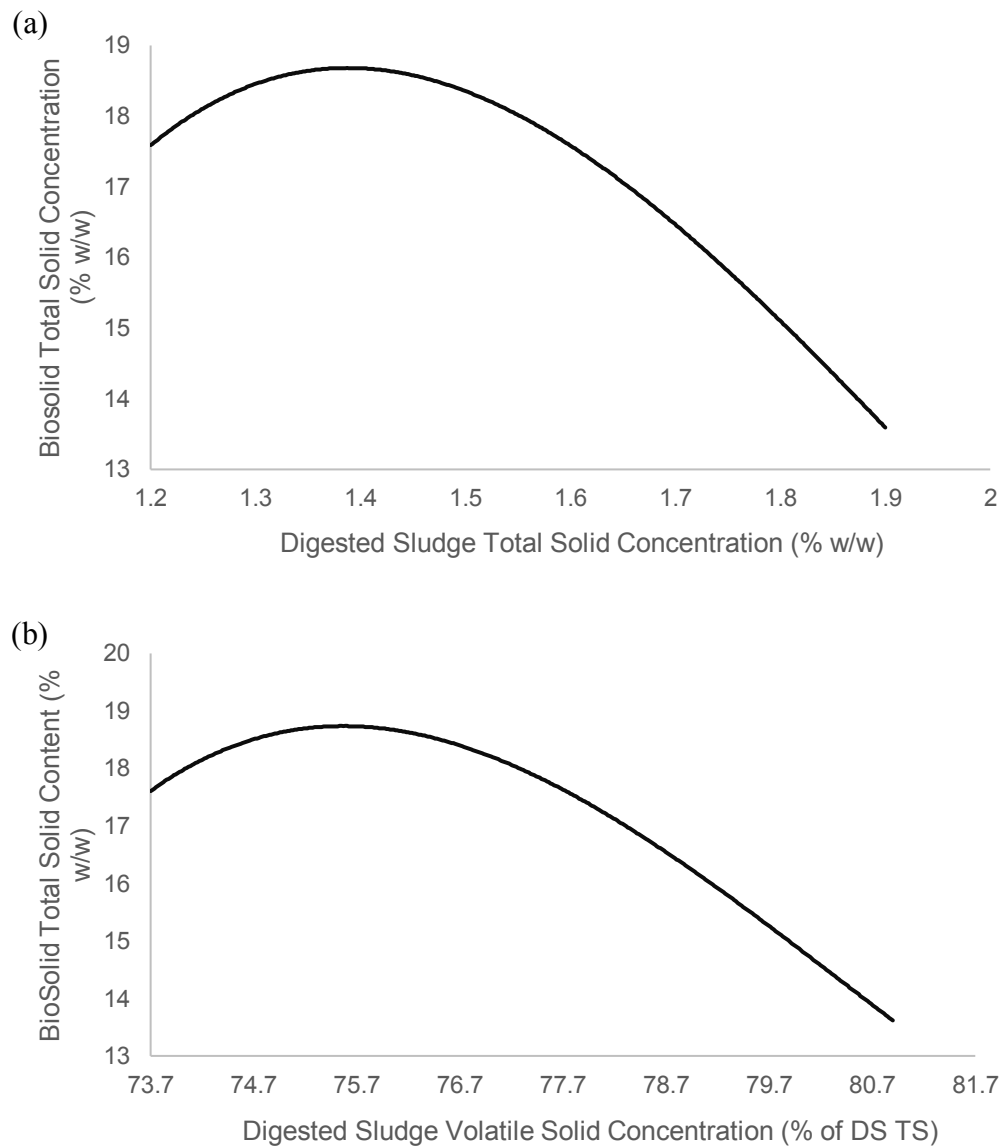 (a)
Biosolid Total Solid Concentration
(% w/w)
19
18
17
16
15
14
13
1.2 1.3 1.4 1.5 1.6 1.7 1.8 1.9 2
Digested Sludge Total Solid Concentration (% w/w)
(b)
BioSolid Total Solid Content (%
w/w)
20
19
18
17
16
15
14
13
73.7 74.7 75.7 76.7 77.7 78.7 79.7 80.7 81.7
Digested Sludge Volatile Solid Concentration (% of DS TS)